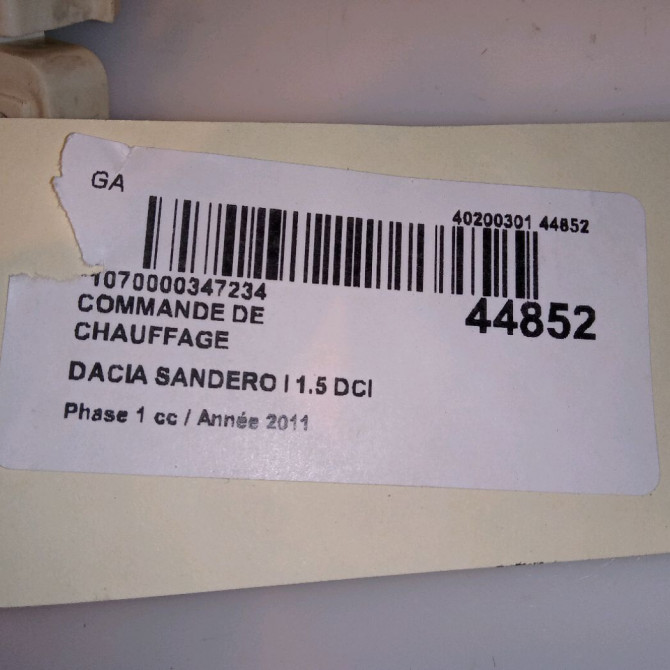 GA
40200301 44852
1070000347234
44852
COMMANDE DE
CHAUFFAGE
DACIA SANDERO I 1.5 DCI
Phase 1 cc / Année 2011